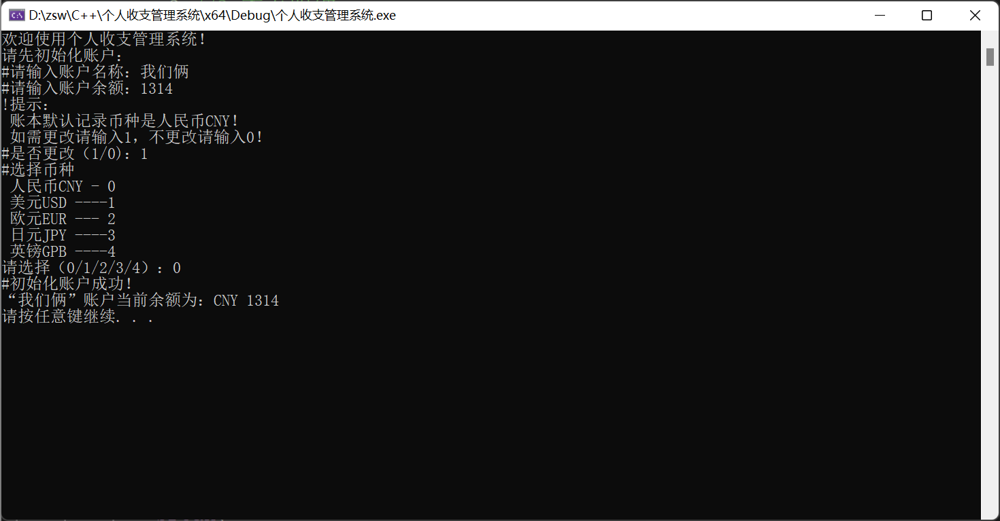 D:\zsw\C++\个人收支管理系统\x64\Debug\个人收支管理系统.exe
欢迎使用个人收支管理系统!
请先初始化账户:
#请输入账户名称: 我们俩
#请输入账户余额: 1314
!提示:
账本默认记录币种是人民币CNY!
如需更改请输入1, 不更改请输入0!
#是否更改（1/0): 1
#选择币种
人民币CNY - 0
美元USD ----1
欧元EUR --- 2
日元JPY ----3
英镑GPB ----4
请选择（0/1/2/3/4）: 0
#初始化账户成功!
“我们俩”账户当前余额为: CNY 1314
请按任意键继续. . .